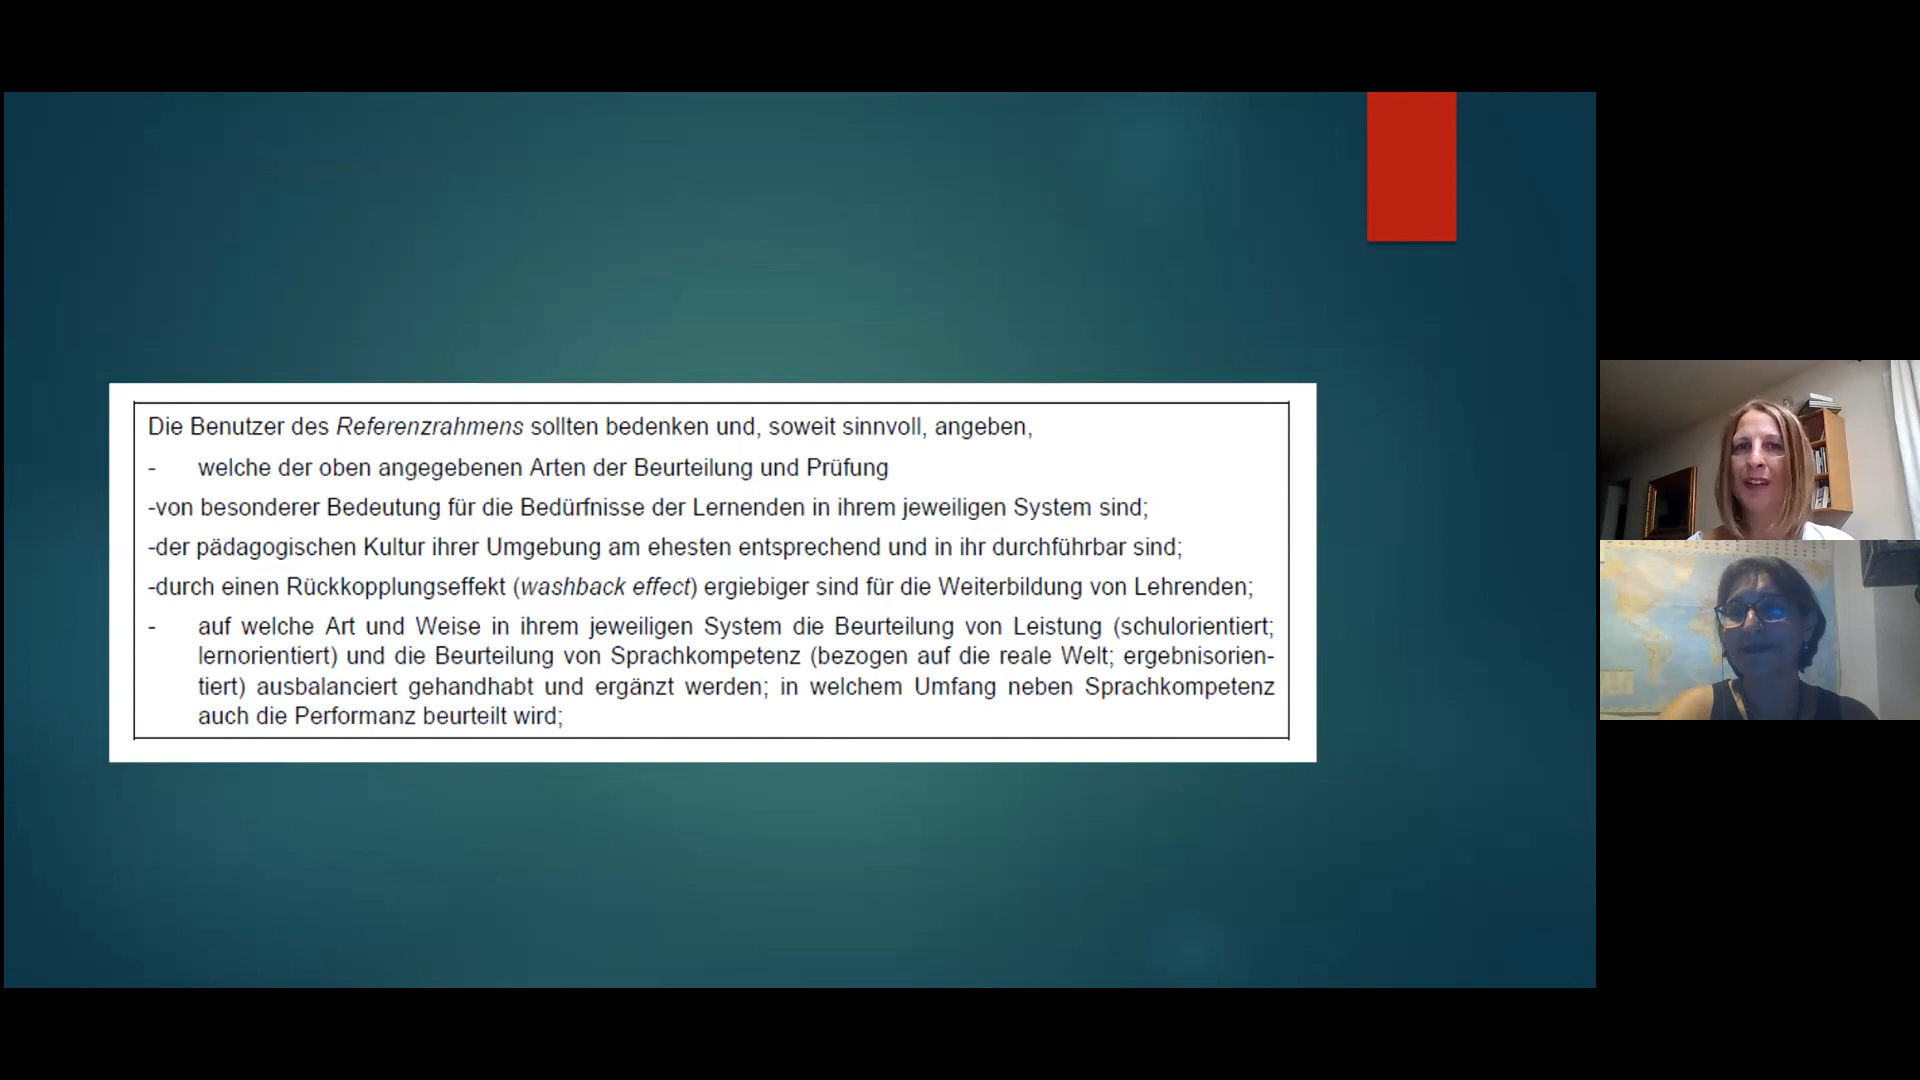 Die Benutzer des Referenzrahmens sollten bedenken und, soweit sinnvoll, angeben,
- welche der oben angegebenen Arten der Beurteilung und Prüfung
-von besonderer Bedeutung für die Bedürfnisse der Lernenden in ihrem jeweiligen System sind;
-der pädagogischen Kultur ihrer Umgebung am ehesten entsprechend und in ihr durchführbar sind;
-durch einen Rückkopplungseffekt (washback effect) ergiebiger sind für die Weiterbildung von Lehrenden;
- auf welche Art und Weise in ihrem jeweiligen System die Beurteilung von Leistung (schulorientiert;
lernorientiert) und die Beurteilung von Sprachkompetenz (bezogen auf die reale Welt; ergebnisorien-
tiert) ausbalanciert gehandhabt und ergänzt werden; in welchem Umfang neben Sprachkompetenz
auch die Performanz beurteilt wird;